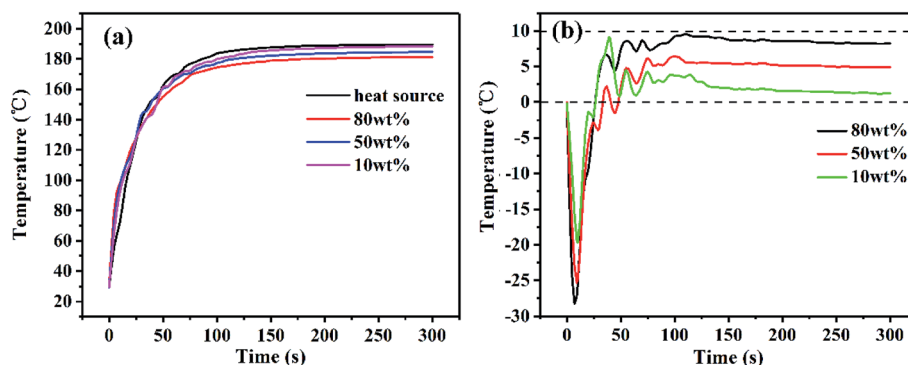 (a)
Temperature (℃)
200
180
160
140
120
100
80
60
40
20
heat source
80wt%
50wt%
10wt%
0 50 100 150 200 250 300
Time (s)
(b)
Temperature (℃)
10
5
0
-5
-10
-15
-20
-25
-30
80wt%
50wt%
10wt%
0 50 100 150 200 250 300
Time (s)